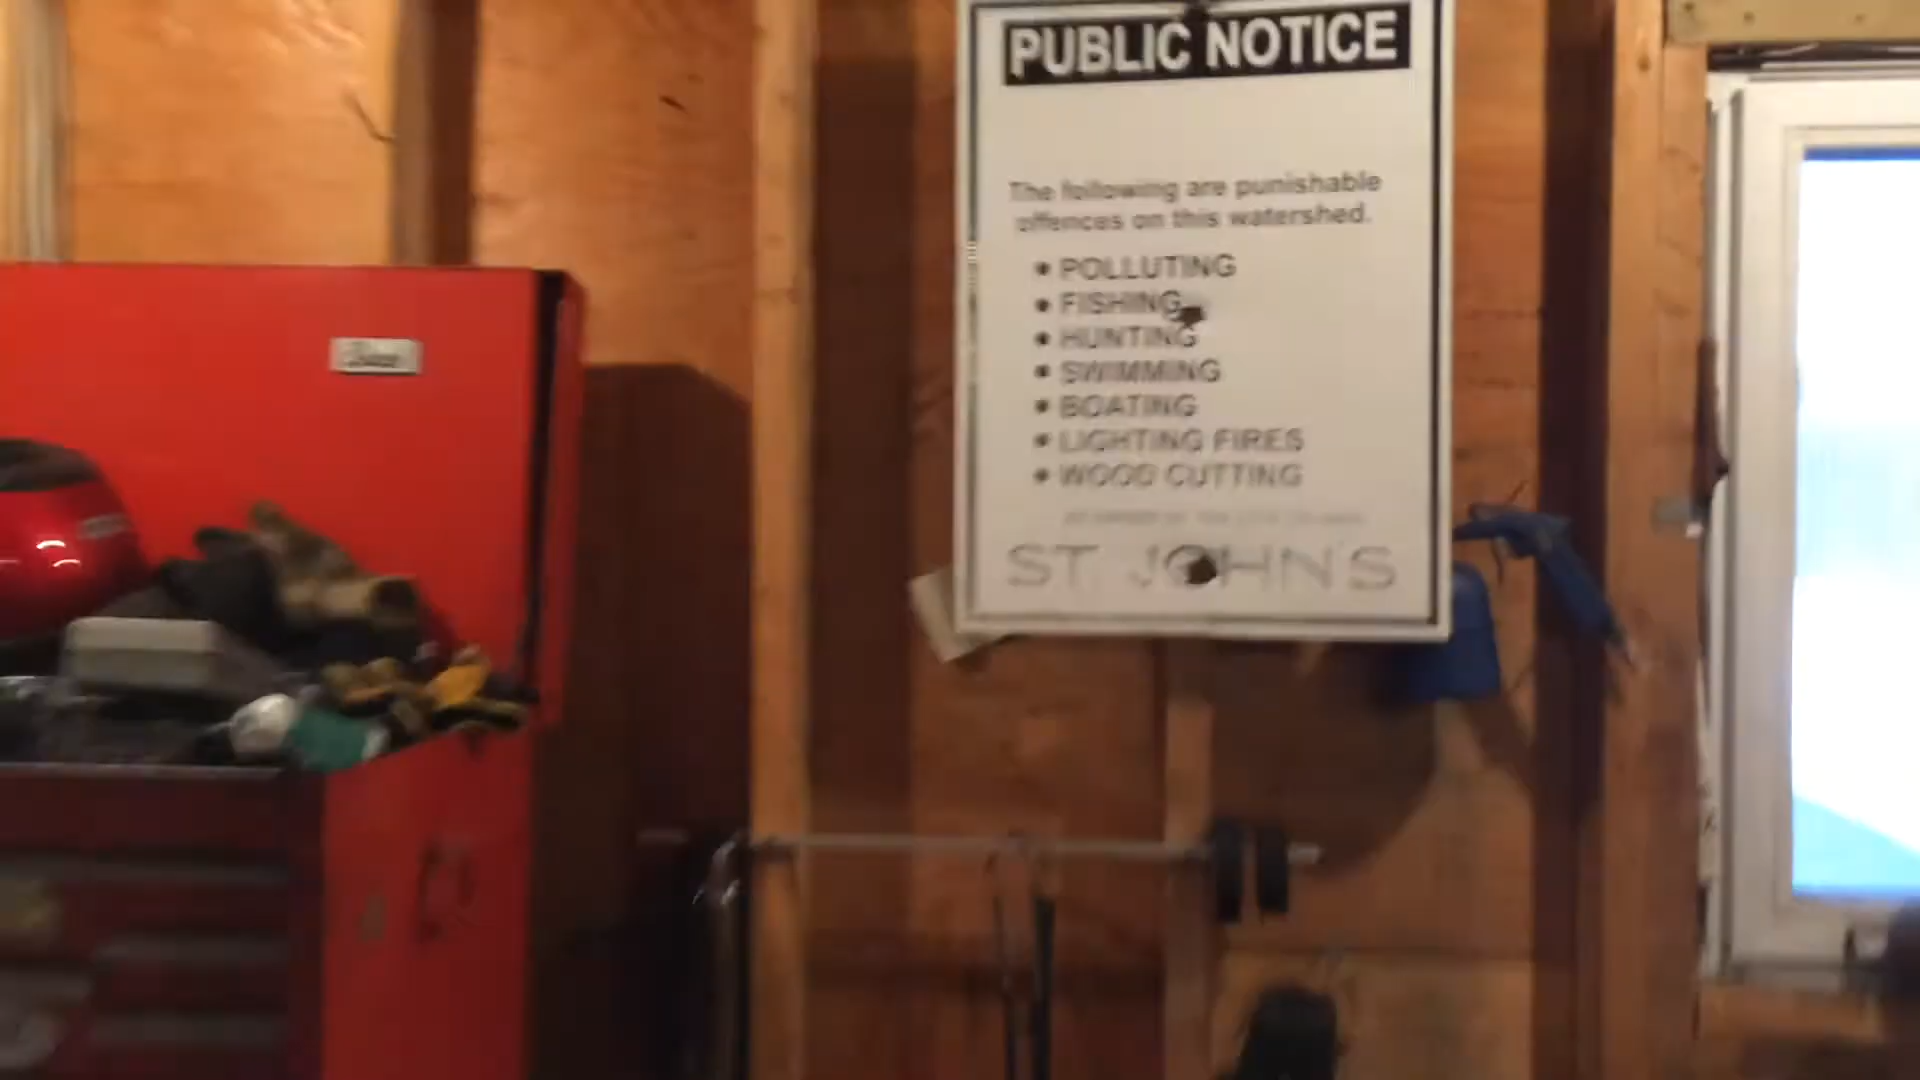 PUBLIC NOTICE
The following are punishable
offences on this watershed.
• POLLUTING
• FISHING
• HUNTING
• SWIMMING
• BOATING
• LIGHTING FIRES
• WOOD CUTTING
ST. JOHN'S